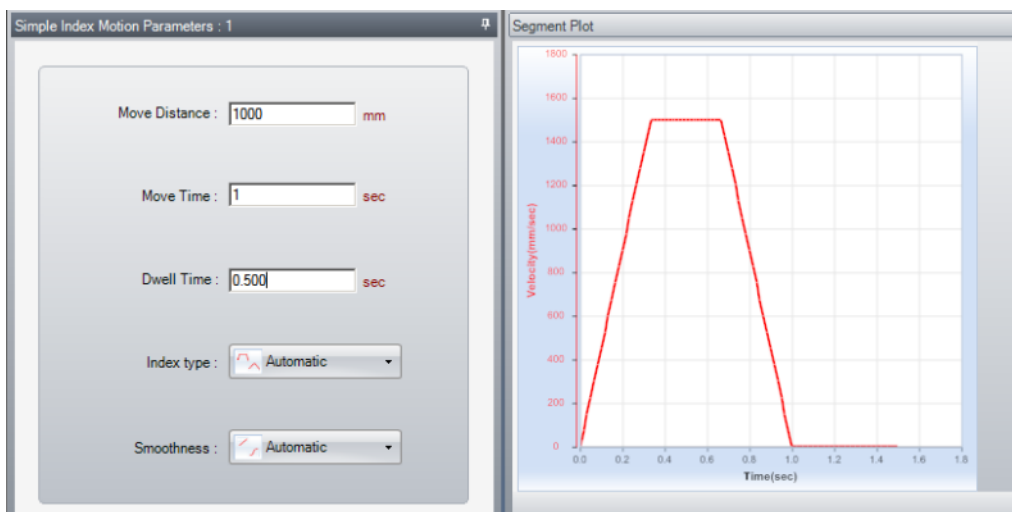 Simple Index Motion Parameters : 1
Move Distance : 1000 mm
Move Time : 1 sec
Dwell Time : 0.500 sec
Index type : Automatic
Smoothness : Automatic
Segment Plot
1800
1600
1400
1200
1000
800
600
400
200
0
Velocity(mm/sec)
0.0 0.2 0.4 0.6 0.8 1.0 1.2 1.4 1.6 1.8
Time(sec)